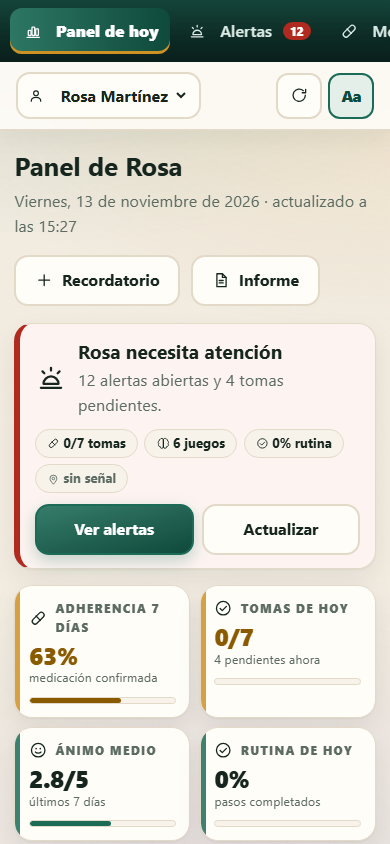 Panel de hoy Alertas 12
Rosa Martínez Aa
Panel de Rosa
Viernes, 13 de noviembre de 2026 · actualizado a
las 15:27
Recordatorio Informe
Rosa necesita atención
12 alertas abiertas y 4 tomas
pendientes.
0/7 tomas 6 juegos 0% rutina
sin señal
Ver alertas Actualizar
ADHERENCIA 7
DÍAS
63%
medicación confirmada
TOMAS DE HOY
0/7
4 pendientes ahora
ÁNIMO MEDIO
2.8/5
últimos 7 días
RUTINA DE HOY
0%
pasos completados